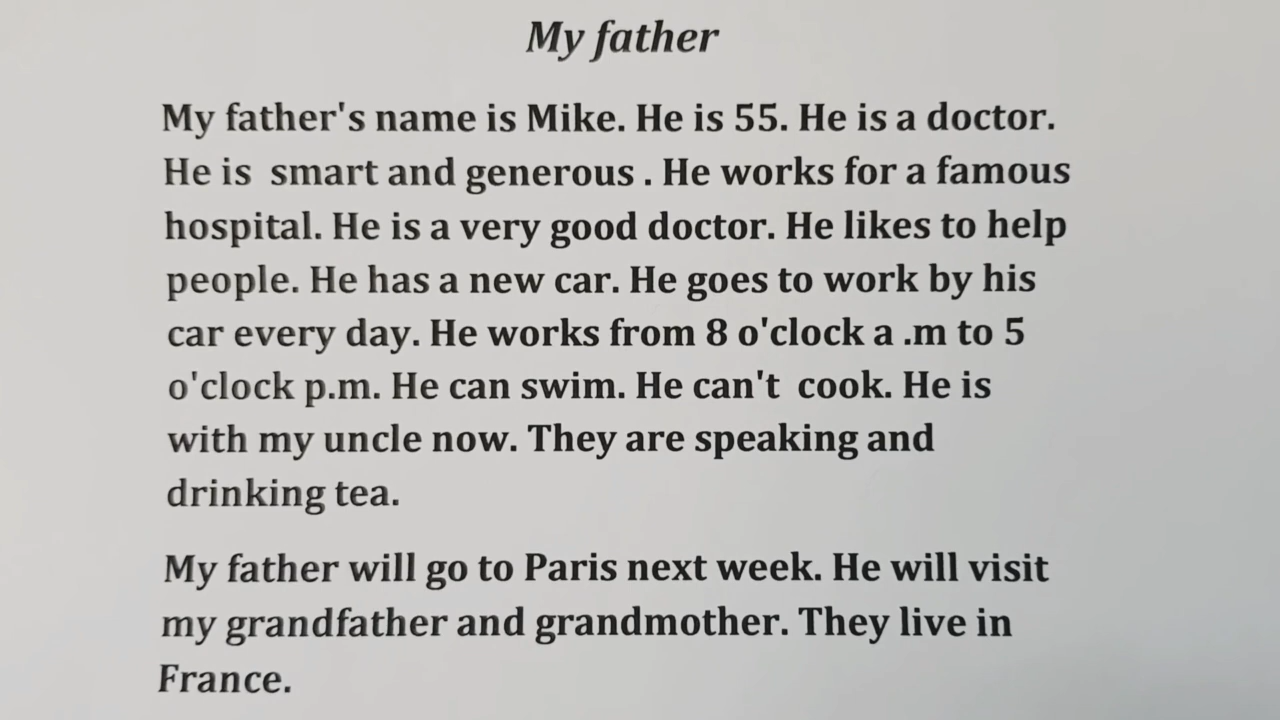 My father
My father's name is Mike. He is 55. He is a doctor.
He is  smart and generous . He works for a famous
hospital. He is a very good doctor. He likes to help
people. He has a new car. He goes to work by his
car every day. He works from 8 o'clock a .m to 5
o'clock p.m. He can swim. He can't  cook. He is
with my uncle now. They are speaking and
drinking tea.
My father will go to Paris next week. He will visit
my grandfather and grandmother. They live in
France.